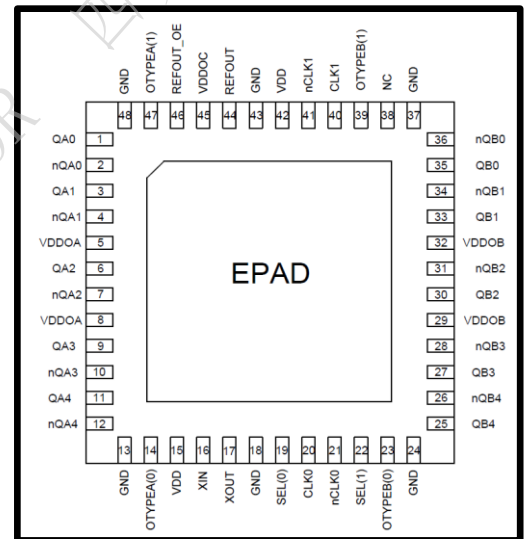 GND OTYPEA(1) REFOUT_OE VDDOC REFOUT GND VDD nCLK1 CLK1 OTYPEB(1) NC GND
48 47 46 45 44 43 42 41 40 39 38 37
QA0 1 36 nQB0
nQA0 2 35 QB0
QA1 3 34 nQB1
nQA1 4 33 QB1
VDDOA 5 32 VDDOB
QA2 6 31 nQB2
EPAD
nQA2 7 30 QB2
VDDOA 8 29 VDDOB
QA3 9 28 nQB3
nQA3 10 27 QB3
QA4 11 26 nQB4
nQA4 12 25 QB4
13 14 15 16 17 18 19 20 21 22 23 24
GND OTYPEA(0) VDD XIN XOUT GND SEL(0) CLK0 nCLK0 SEL(1) OTYPEB(0) GND